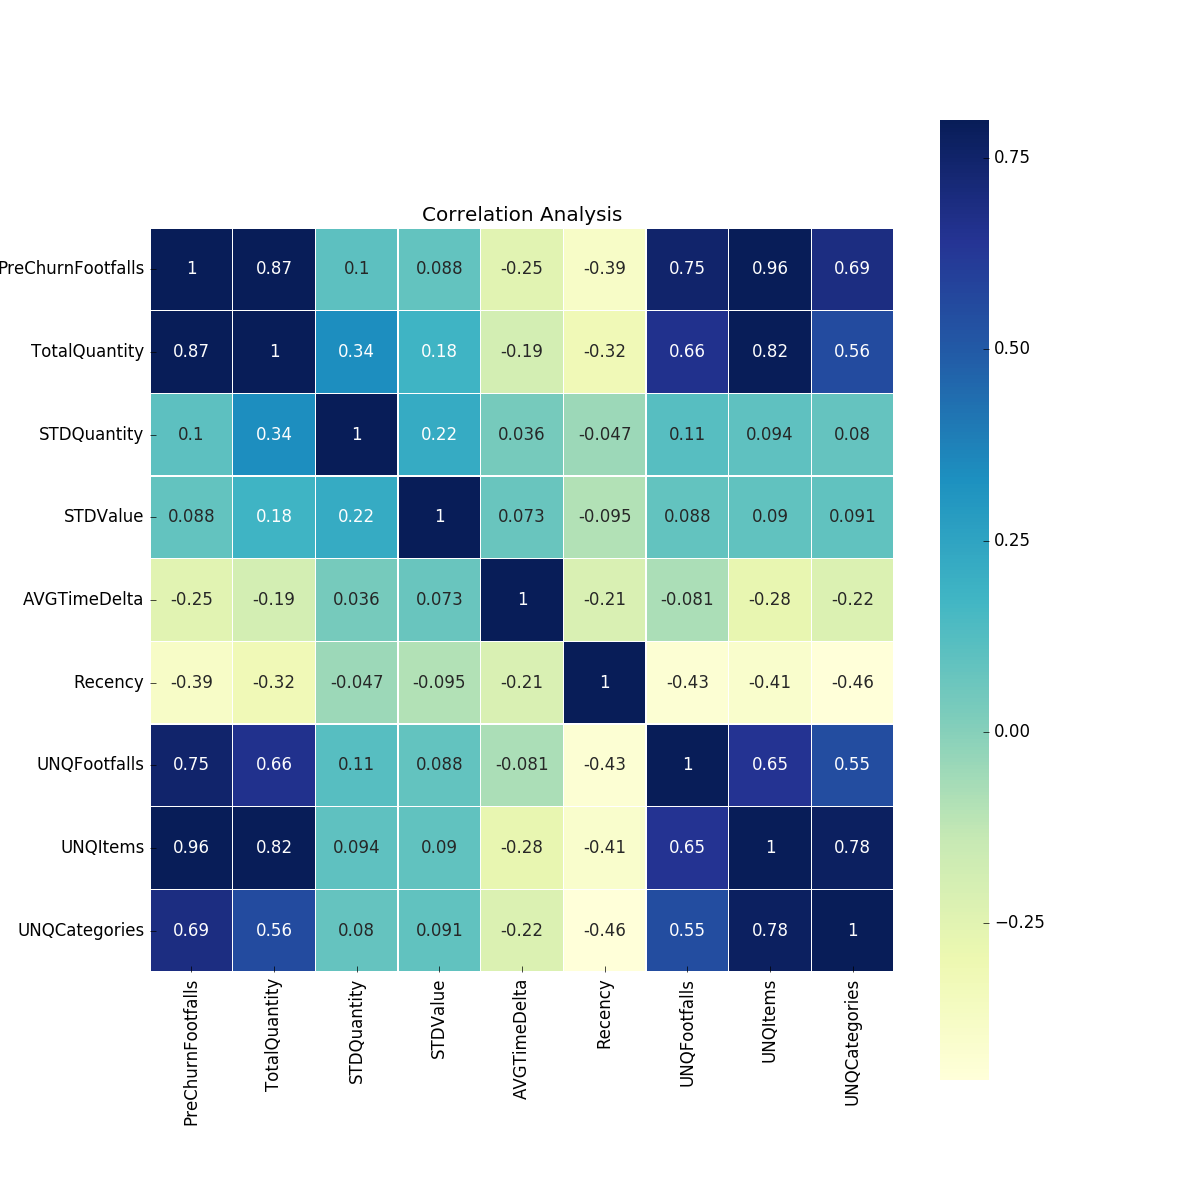 Correlation Analysis
PreChurnFootfalls 1 0.87 0.1 0.088 -0.25 -0.39 0.75 0.96 0.69
TotalQuantity 0.87 1 0.34 0.18 -0.19 -0.32 0.66 0.82 0.56
STDQuantity 0.1 0.34 1 0.22 0.036 -0.047 0.11 0.094 0.08
STDValue 0.088 0.18 0.22 1 0.073 -0.095 0.088 0.09 0.091
AVGTimeDelta -0.25 -0.19 0.036 0.073 1 -0.21 -0.081 -0.28 -0.22
Recency -0.39 -0.32 -0.047 -0.095 -0.21 1 -0.43 -0.41 -0.46
UNQFootfalls 0.75 0.66 0.11 0.088 -0.081 -0.43 1 0.65 0.55
UNQItems 0.96 0.82 0.094 0.09 -0.28 -0.41 0.65 1 0.78
UNQCategories 0.69 0.56 0.08 0.091 -0.22 -0.46 0.55 0.78 1
PreChurnFootfalls
TotalQuantity
STDQuantity
STDValue
AVGTimeDelta
Recency
UNQFootfalls
UNQItems
UNQCategories
0.75
0.50
0.25
0.00
−0.25